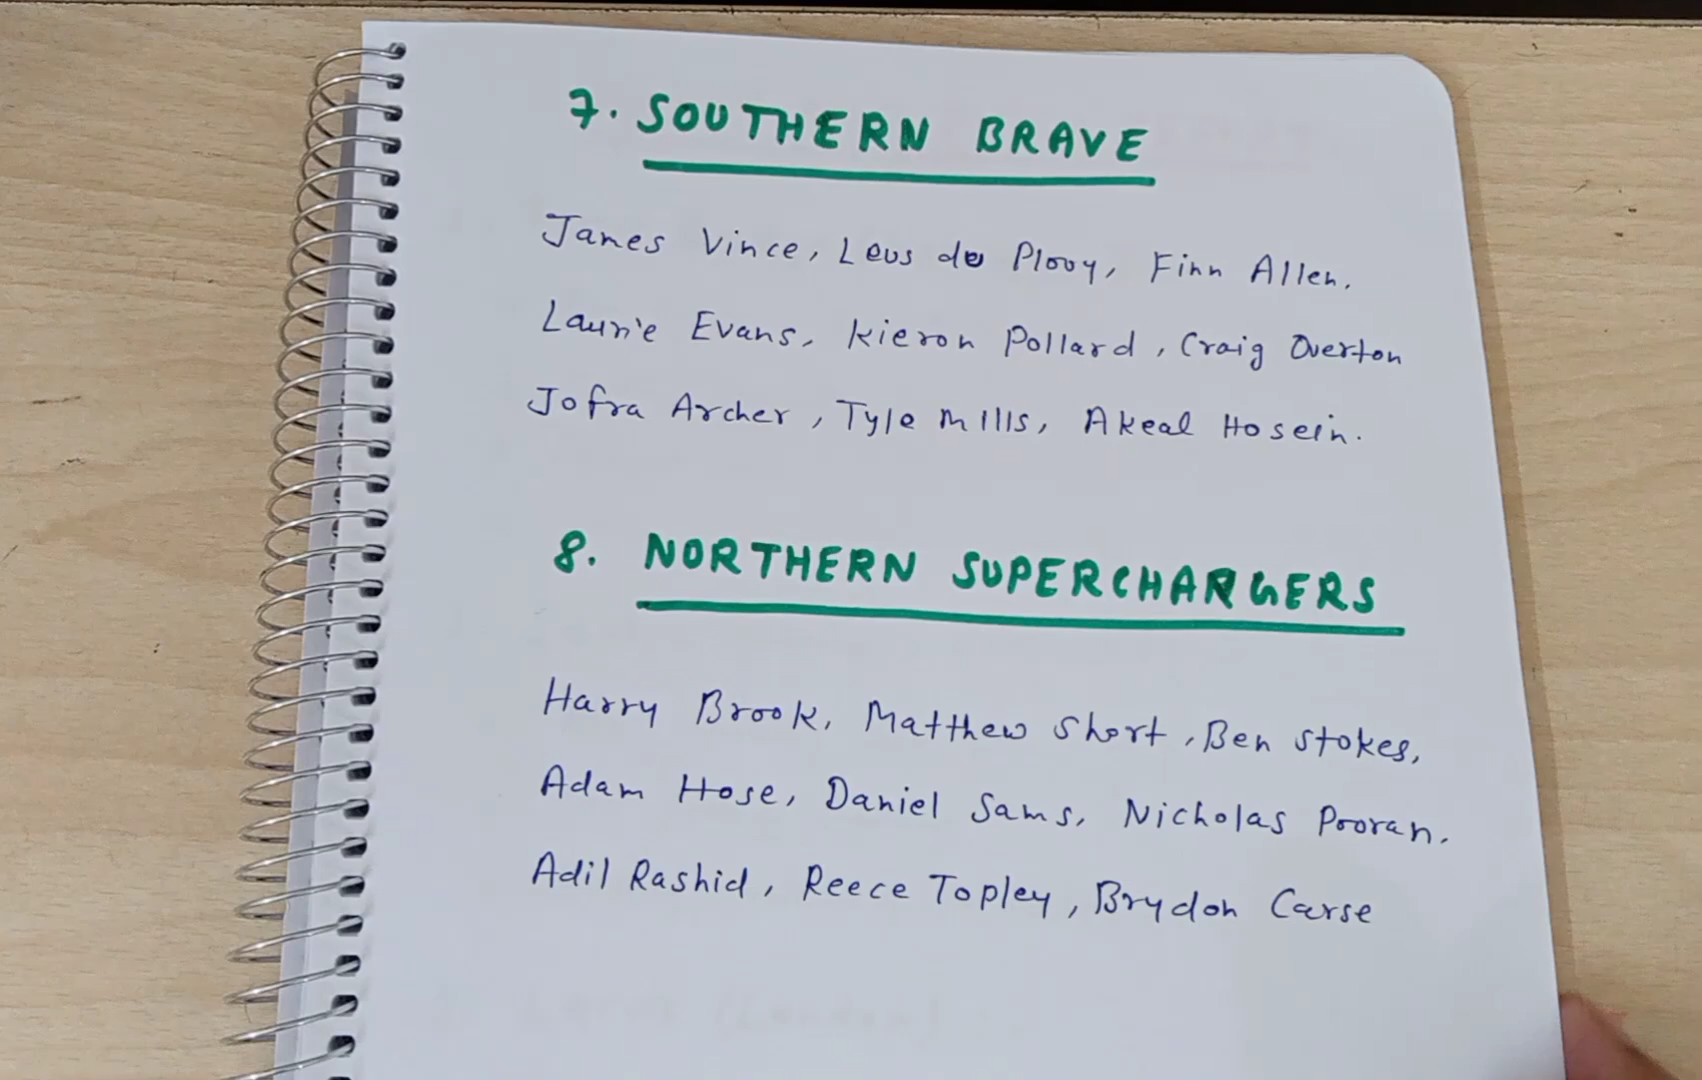 7. SOUTHERN BRAVE
James Vince, Leus de Plooy, Finn Allen,
Laurie Evans, Kieron Pollard, Craig Overton
Jofra Archer, Tyle Mills, Akeal Hosein.
8. NORTHERN SUPERCHARGERS
Harry Brook, Matthew Short, Ben Stokes,
Adam Hose, Daniel Sams, Nicholas Pooran,
Adil Rashid, Reece Topley, Brydon Carse